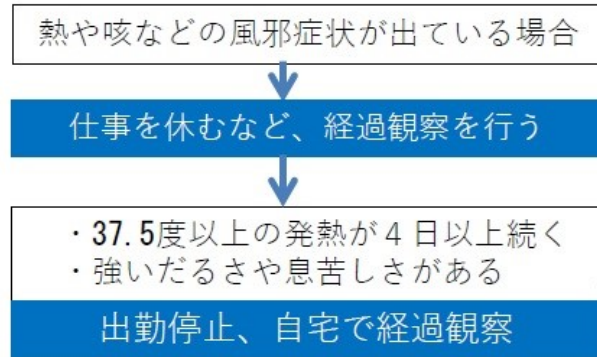 熱や咳などの風邪症状が出ている場合
仕事を休むなど、経過観察を行う
・37.5度以上の発熱が４日以上続く
・強いだるさや息苦しさがある
出勤停止、自宅で経過観察